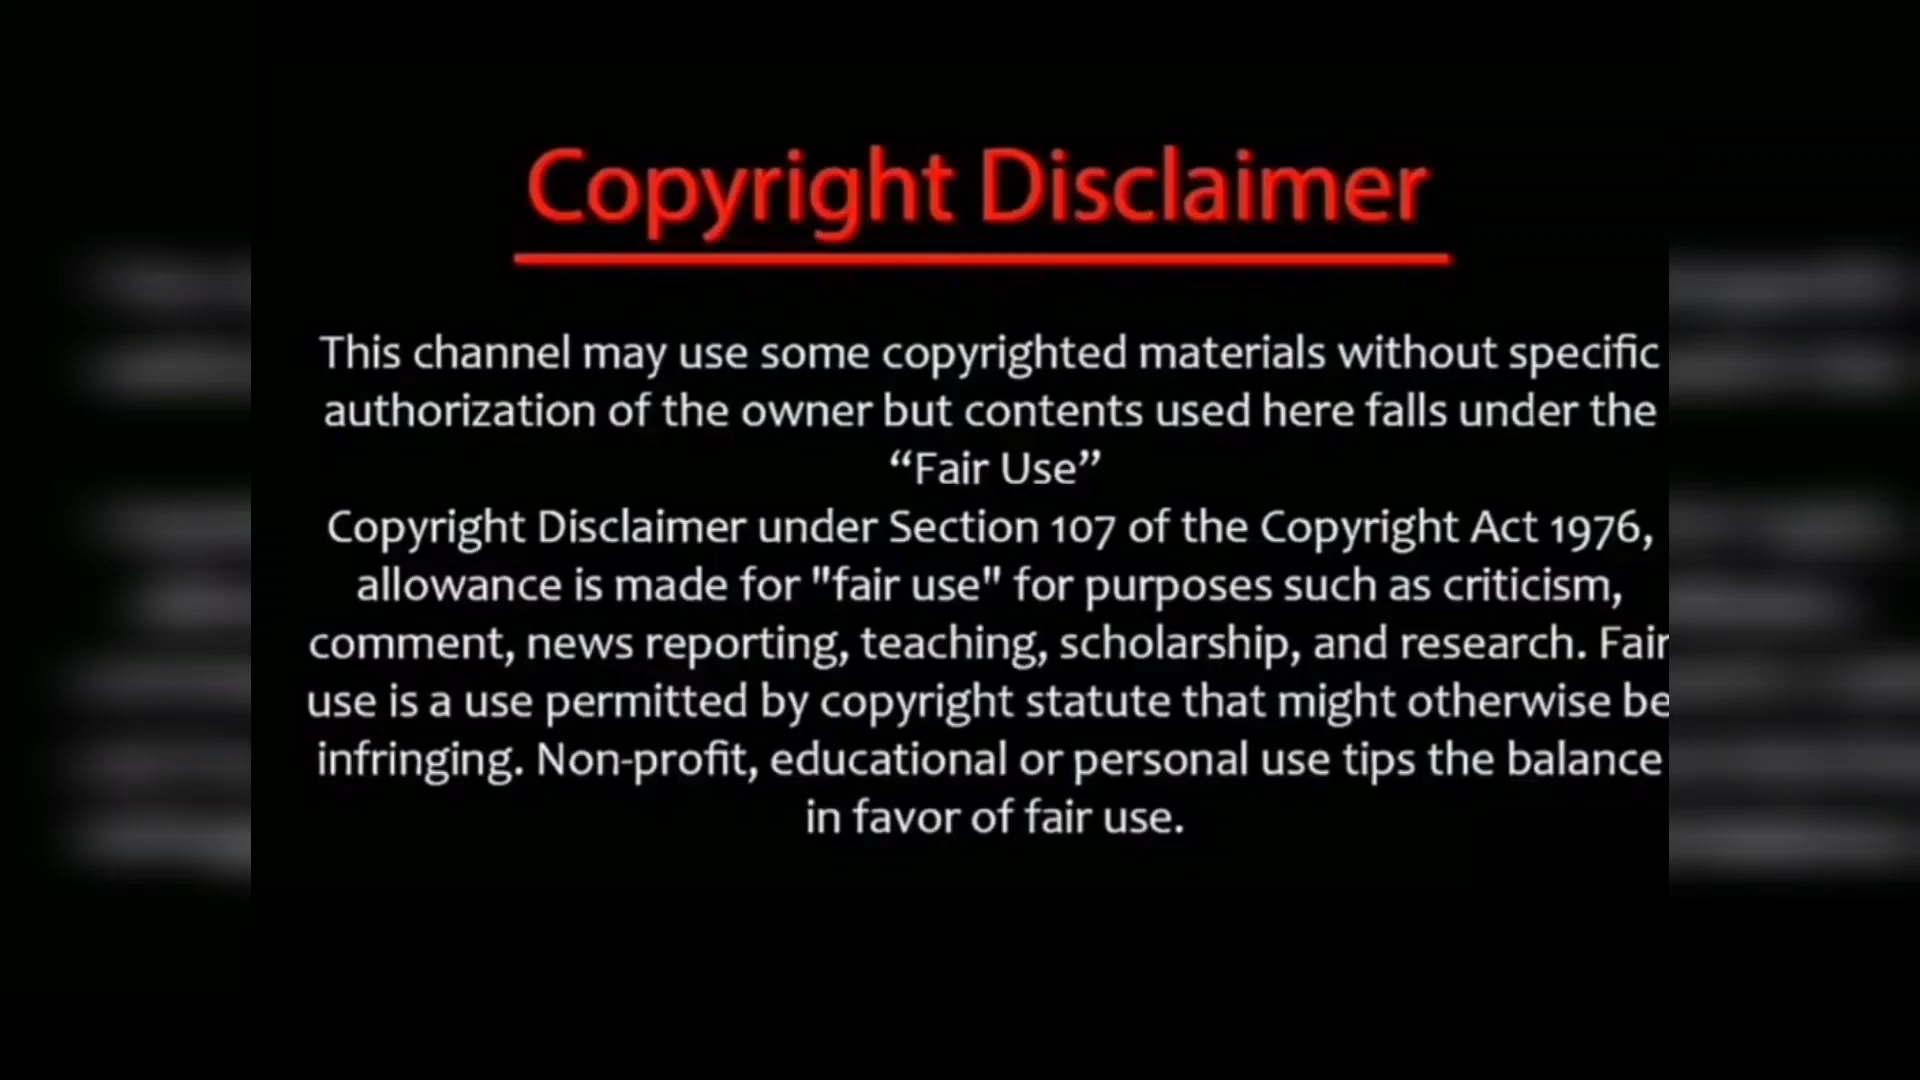 Copyright Disclaimer
This channel may use some copyrighted materials without specific
authorization of the owner but contents used here falls under the
“Fair Use”
Copyright Disclaimer under Section 107 of the Copyright Act 1976,
allowance is made for "fair use" for purposes such as criticism,
comment, news reporting, teaching, scholarship, and research. Fair
use is a use permitted by copyright statute that might otherwise be
infringing. Non-profit, educational or personal use tips the balance
in favor of fair use.